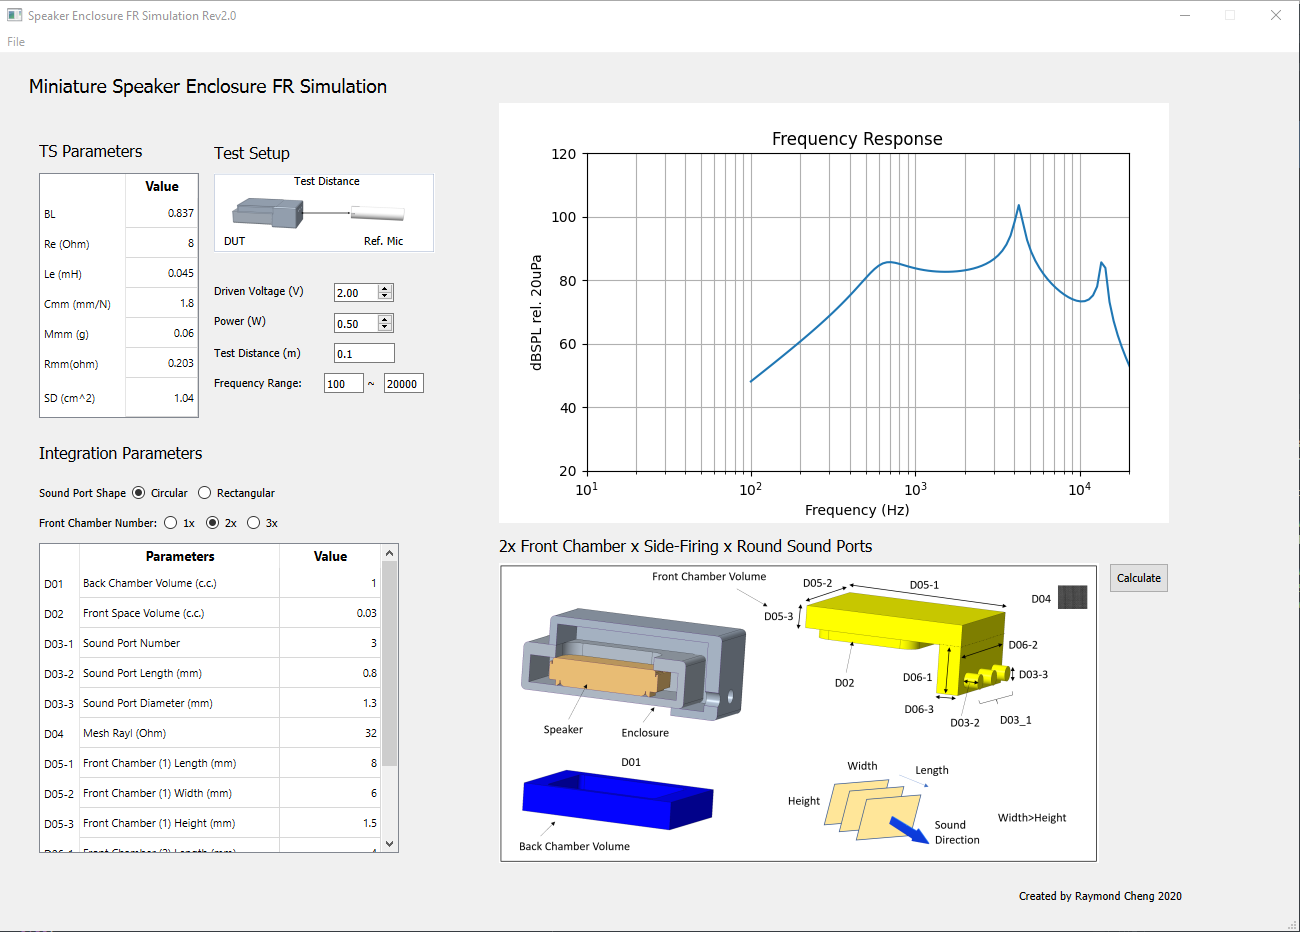 Speaker Enclosure FR Simulation Rev2.0
File
Miniature Speaker Enclosure FR Simulation
TS Parameters
Value
BL 0.837
Re (Ohm) 8
Le (mH) 0.045
Cmm (mm/N) 1.8
Mmm (g) 0.06
Rmm(ohm) 0.203
SD (cm^2) 1.04
Test Setup
Test Distance
DUT Ref. Mic
Driven Voltage (V) 2.00
Power (W) 0.50
Test Distance (m) 0.1
Frequency Range: 100 ~ 20000
Integration Parameters
Sound Port Shape Circular Rectangular
Front Chamber Number: 1x 2x 3x
Parameters Value
D01 Back Chamber Volume (c.c.) 1
D02 Front Space Volume (c.c.) 0.03
D03-1 Sound Port Number 3
D03-2 Sound Port Length (mm) 0.8
D03-3 Sound Port Diameter (mm) 1.3
D04 Mesh Rayl (Ohm) 32
D05-1 Front Chamber (1) Length (mm) 8
D05-2 Front Chamber (1) Width (mm) 6
D05-3 Front Chamber (1) Height (mm) 1.5
Frequency Response
dBSPL rel. 20uPa
120
100
80
60
40
20
10^1 10^2 10^3 10^4
Frequency (Hz)
2x Front Chamber x Side-Firing x Round Sound Ports
Front Chamber Volume
D05-2
D05-1
D05-3
D04
D06-2
D06-1
D03-3
D02
D06-3
D03-2
D03_1
Speaker
Enclosure
D01
Back Chamber Volume
Width
Length
Height
Sound
Direction
Width>Height
Calculate
Created by Raymond Cheng 2020